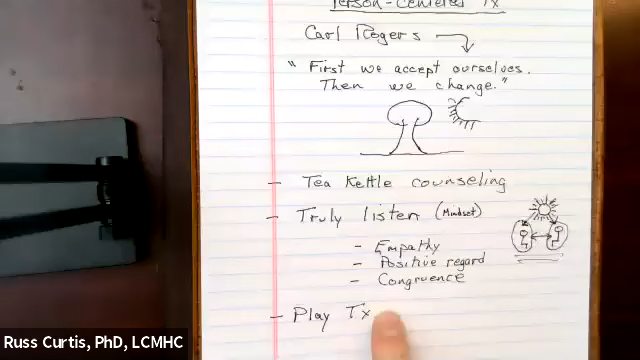 Person-Centered Tx
Carl Rogers
" First we accept ourselves.
Then we change."
- Tea Kettle counseling
- Truly listen (Mindset)
- Empathy
- Positive regard
- Congruence
- Play Tx
Russ Curtis, PhD, LCMHC